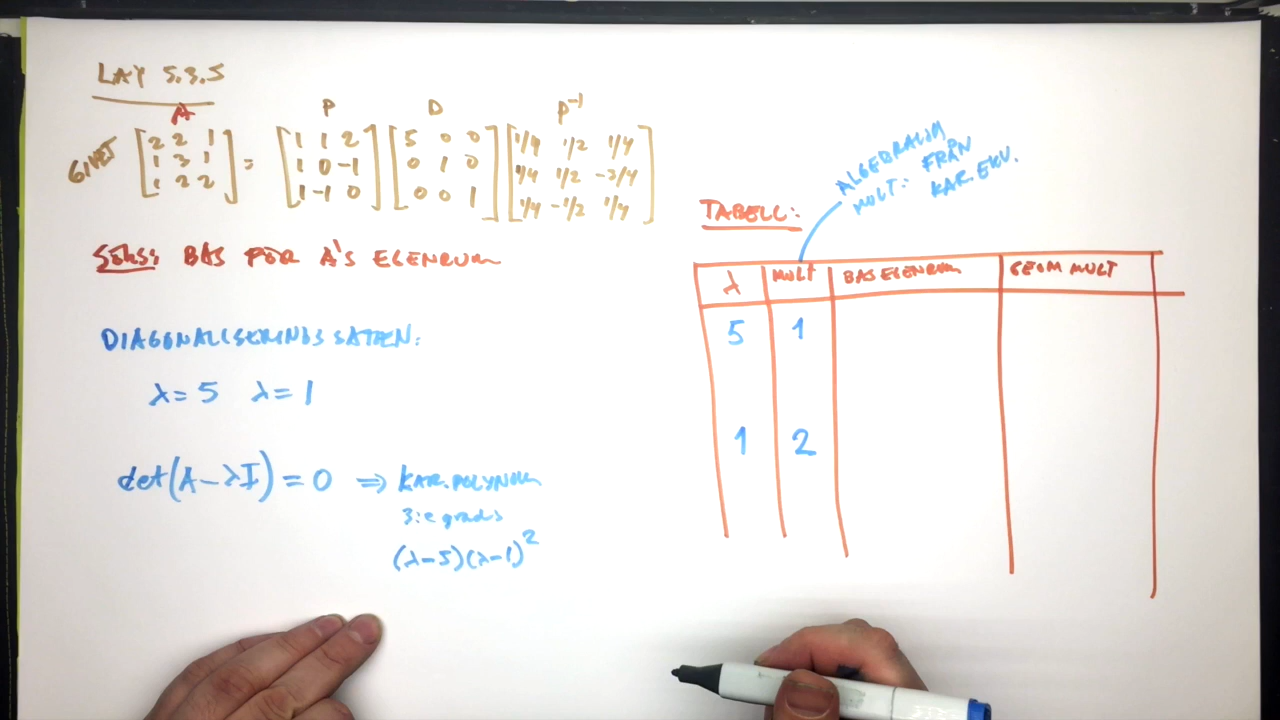 LAY 5.3.5
A P D P⁻¹
GIVET [2 2 1; 1 3 1; 1 2 2] = [1 1 2; 1 0 -1; 1 -1 0] [5 0 0; 0 1 0; 0 0 1] [1/4 1/2 1/4; 1/4 1/2 -3/4; 1/4 -1/2 1/4]
SÖKS: BAS FÖR A'S EGENRUM
DIAGONALISERINGSSATSEN:
λ=5 λ=1
det(A-λI)=0 ⇒ KAR.POLYNOM
3:e grads
(λ-5)(λ-1)²
ALGEBRAISK
MULT: FRÅN
KAR. EKV.
TABELL:
λ MULT BAS EGENRUM GEOM MULT
5 1
1 2